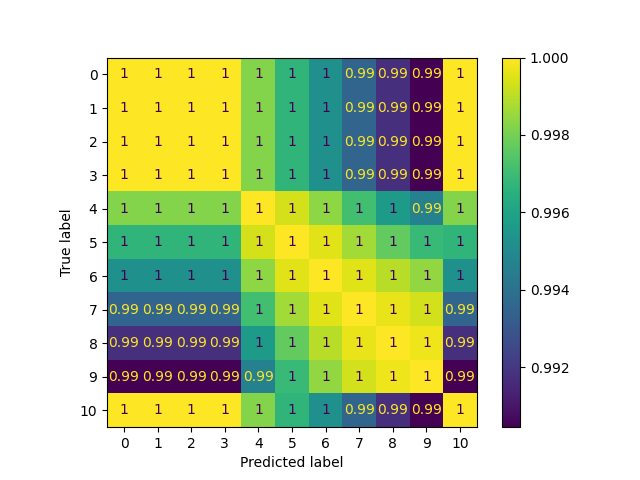 0 1 1 1 1 1 1 1 0.99 0.99 0.99 1
1 1 1 1 1 1 1 1 0.99 0.99 0.99 1
2 1 1 1 1 1 1 1 0.99 0.99 0.99 1
3 1 1 1 1 1 1 1 0.99 0.99 0.99 1
4 1 1 1 1 1 1 1 1 1 0.99 1
5 1 1 1 1 1 1 1 1 1 1 1
6 1 1 1 1 1 1 1 1 1 1 1
7 0.99 0.99 0.99 0.99 1 1 1 1 1 1 0.99
8 0.99 0.99 0.99 0.99 1 1 1 1 1 1 0.99
9 0.99 0.99 0.99 0.99 0.99 1 1 1 1 1 0.99
10 1 1 1 1 1 1 1 0.99 0.99 0.99 1
0 1 2 3 4 5 6 7 8 9 10
Predicted label
True label
1.000
0.998
0.996
0.994
0.992